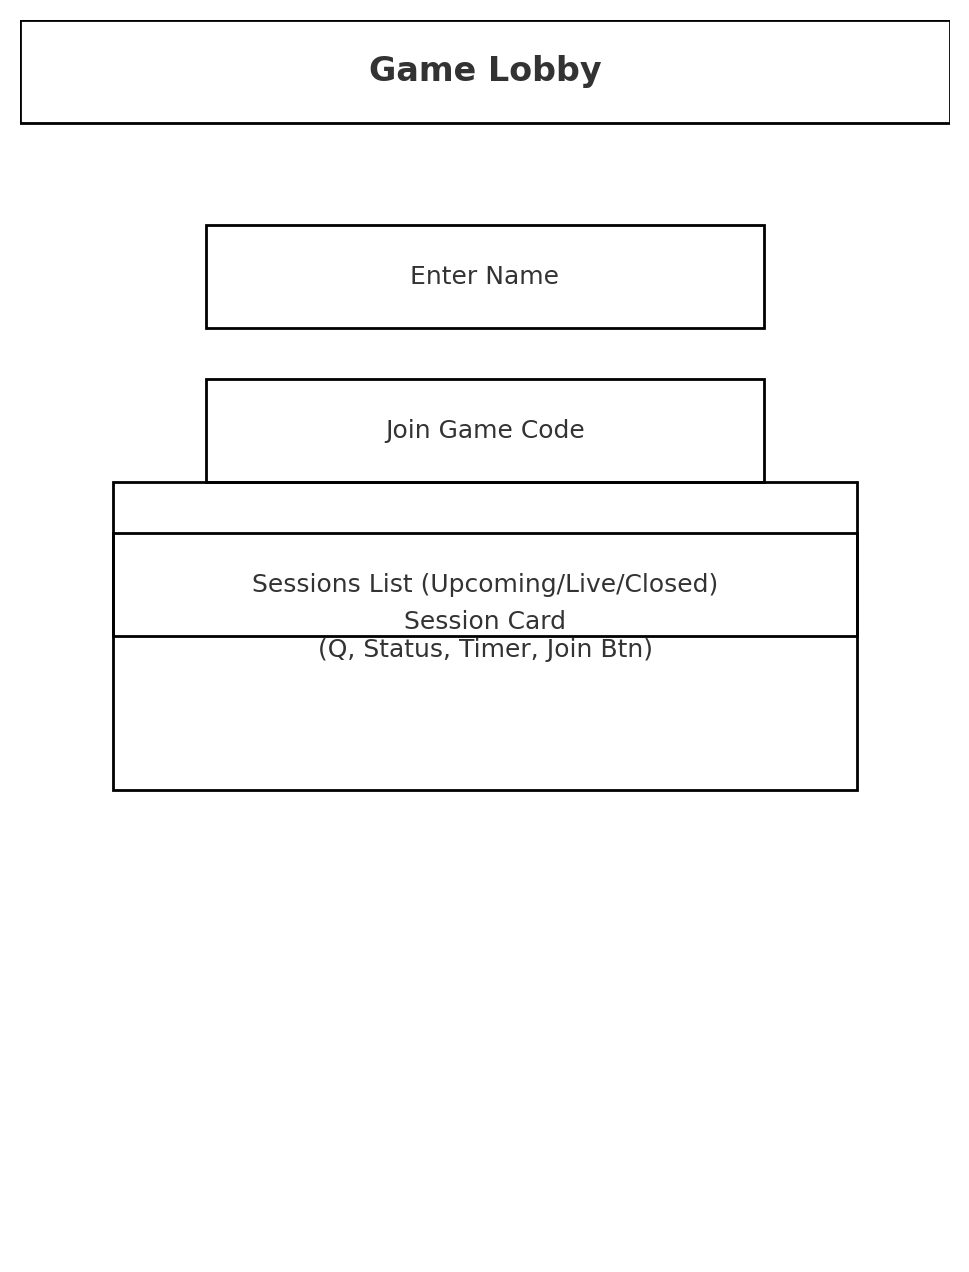 Game Lobby
Enter Name
Join Game Code
Sessions List (Upcoming/Live/Closed)
Session Card
(Q, Status, Timer, Join Btn)